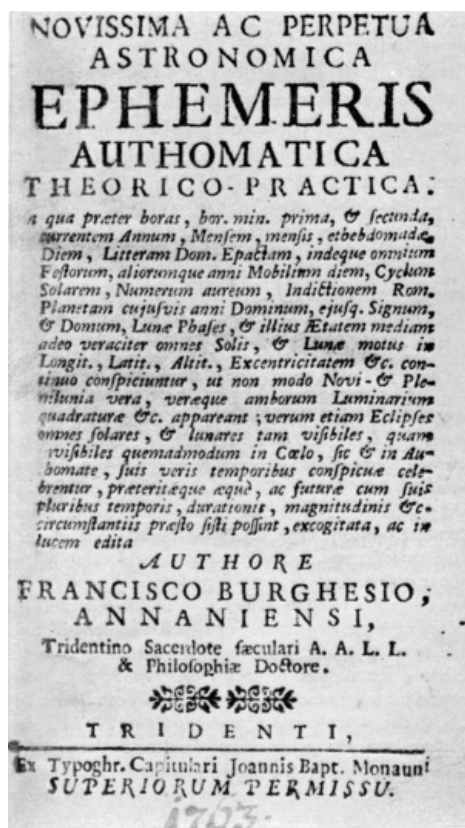 NOVISSIMA AC PERPETUA
ASTRONOMICA
EPHEMERIS
AUTHOMATICA
THEORICO-PRACTICA:
a qua præter horas, hor. min. prima, & secunda,
currentem Annum, Mensem, mensis, ethebdomadæ
Diem, Litteram Dom. Epactam, indeque omnium
Festorum, aliorumque anni Mobilium diem, Cyclum
Solarem, Numerum aureum, Indictionem Rom.
Planetam cujusvis anni Dominum, ejusq. Signum,
& Domum, Lunæ Phases, & illius Ætatem mediam
adeo veraciter omnes Solis, & Lunæ motus in
Longit., Latit., Altit., Excentricitatem &c. con-
tinuo conspiciuntur, ut non modo Novi- & Ple-
nilunia vera, veræque amborum Luminarium
quadraturæ &c. appareant; verum etiam Eclipses
omnes solares, & lunares tam visibiles, quam
nvisibiles quemadmodum in Cœlo, sic & in Au-
homate, suis veris temporibus conspicuæ cele-
brentur, præteritæque æquè, ac futuræ cum suis
pluribus temporis, durationis, magnitudinis &c.
circumstantiis præsto sisti possint, excogitata, ac in
lucem edita
AUTHORE
FRANCISCO BURGHESIO,
ANNANIENSI,
Tridentino Sacerdote sæculari A. A. L. L.
& Philosophiæ Doctore.
TRIDENTI,
Ex Typoghr. Capitulari Joannis Bapt. Monauni
SUPERIORUM PERMISSU.
1763.